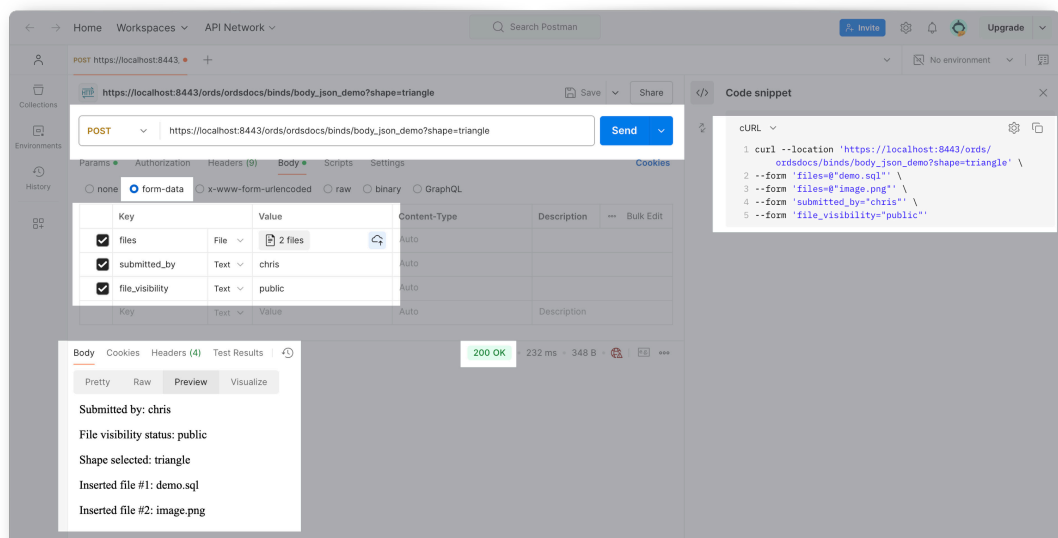 Home Workspaces API Network Search Postman Invite Upgrade
POST https://localhost:8443, No environment
Collections
Environments
History
HTTP https://localhost:8443/ords/ordsdocs/binds/body_json_demo?shape=triangle Save Share
POST https://localhost:8443/ords/ordsdocs/binds/body_json_demo?shape=triangle Send
Params Authorization Headers (9) Body Scripts Settings Cookies
none form-data x-www-form-urlencoded raw binary GraphQL
Key Value Content-Type Description Bulk Edit
files File 2 files Auto
submitted_by Text chris Auto
file_visibility Text public Auto
Key Text Value Auto Description
Body Cookies Headers (4) Test Results 200 OK 232 ms 348 B
Pretty Raw Preview Visualize
Submitted by: chris
File visibility status: public
Shape selected: triangle
Inserted file #1: demo.sql
Inserted file #2: image.png
Code snippet
cURL
1 curl --location 'https://localhost:8443/ords/
ordsdocs/binds/body_json_demo?shape=triangle' \
2 --form 'files=@"demo.sql"' \
3 --form 'files=@"image.png"' \
4 --form 'submitted_by="chris"' \
5 --form 'file_visibility="public"'